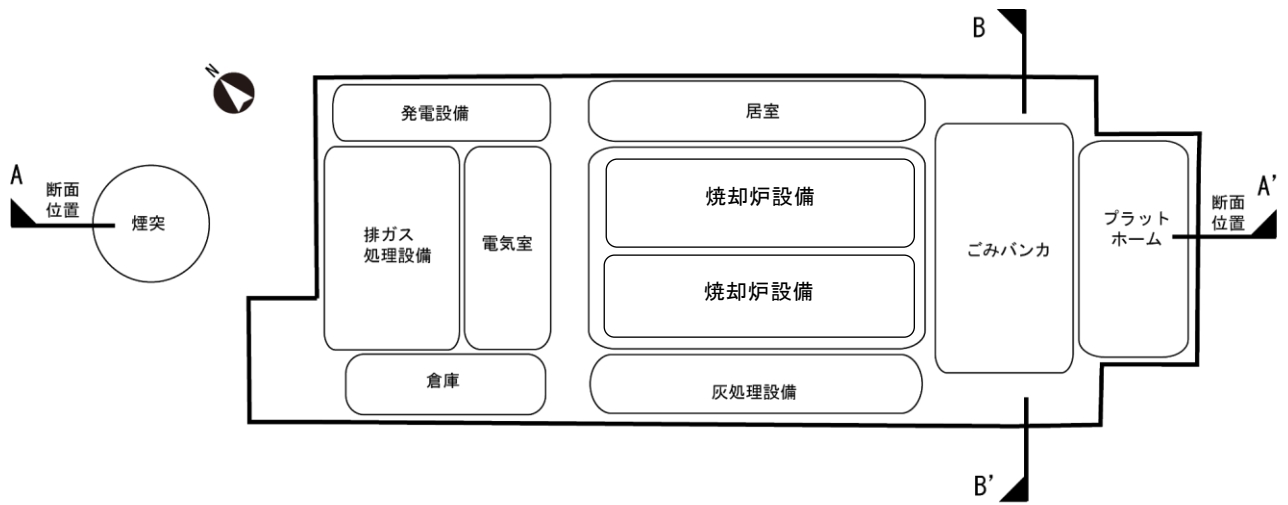 B
N
発電設備
居室
A
断面
位置
煙突
排ガス
処理設備
電気室
焼却炉設備
焼却炉設備
ごみバンカ
プラット
ホーム
断面
位置
A’
倉庫
灰処理設備
B’